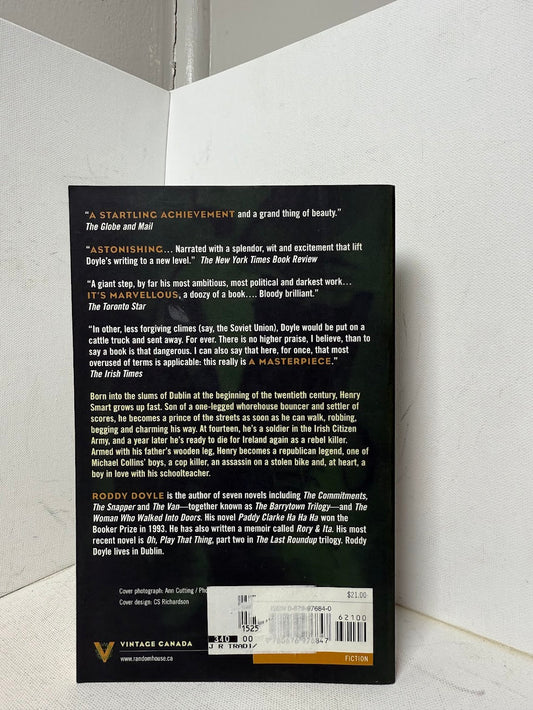 “A STARTLING ACHIEVEMENT and a grand thing of beauty.”
The Globe and Mail
“ASTONISHING... Narrated with a splendor, wit and excitement that lift
Doyle’s writing to a new level.” The New York Times Book Review
“A giant step, by far his most ambitious, most political and darkest work...
IT’S MARVELLOUS, a doozy of a book.... Bloody brilliant.”
The Toronto Star
“In other, less forgiving climes (say, the Soviet Union), Doyle would be put on a
cattle truck and sent away. For ever. There is no higher praise, I believe, than to
say a book is that dangerous. I can also say that here, for once, that most
overused of terms is applicable: this really is A MASTERPIECE.”
The Irish Times
Born into the slums of Dublin at the beginning of the twentieth century, Henry
Smart grows up fast. Son of a one-legged whorehouse bouncer and settler of
scores, he becomes a prince of the streets as soon as he can walk, robbing,
begging and charming his way. At fourteen, he’s a soldier in the Irish Citizen
Army, and a year later he’s ready to die for Ireland again as a rebel killer.
Armed with his father’s wooden leg, Henry becomes a republican legend, one of
Michael Collins’ boys, a cop killer, an assassin on a stolen bike and, at heart, a
boy in love with his schoolteacher.
RODDY DOYLE is the author of seven novels including The Commitments,
The Snapper and The Van—together known as The Barrytown Trilogy—and The
Woman Who Walked Into Doors. His novel Paddy Clarke Ha Ha Ha won the
Booker Prize in 1993. He has also written a memoir called Rory & Ita. His most
recent novel is Oh, Play That Thing, part two in The Last Roundup trilogy. Roddy
Doyle lives in Dublin.
Cover photograph: Ann Cutting / Pho
Cover design: CS Richardson
$21.00
ISBN 0-676-97684-0
62100
1525
340 00
J R TRADI
VINTAGE CANADA
www.randomhouse.ca
FICTION